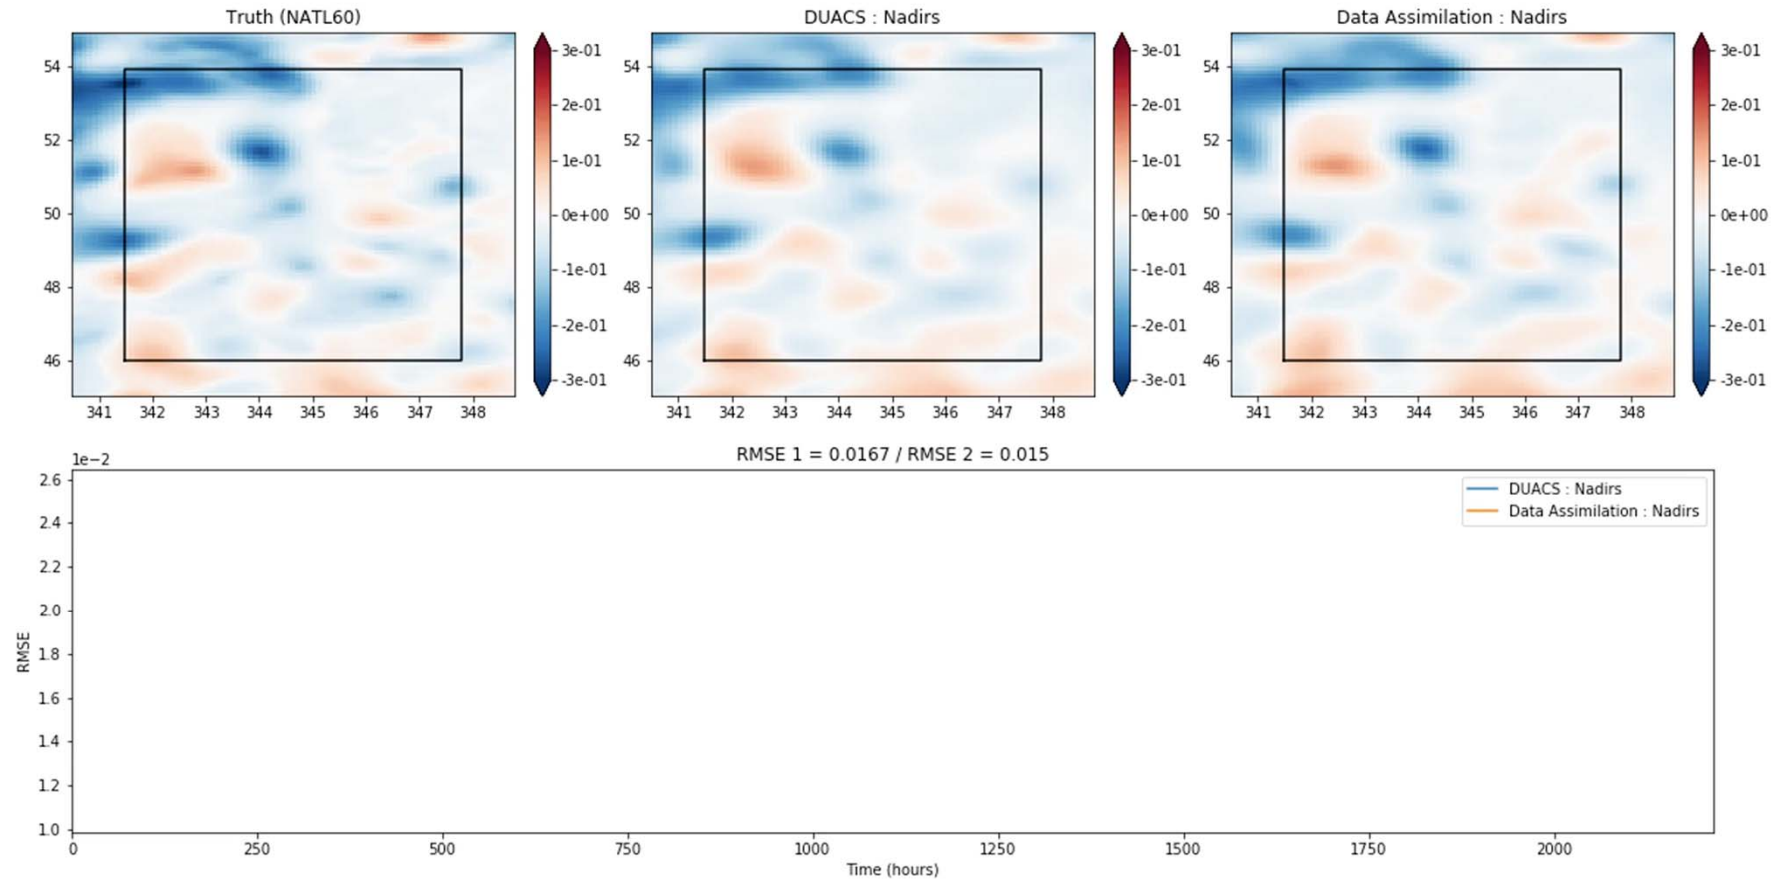 Truth (NATL60)
DUACS : Nadirs
Data Assimilation : Nadirs
54
52
50
48
46
341 342 343 344 345 346 347 348
3e-01
2e-01
1e-01
0e+00
-1e-01
-2e-01
-3e-01
54
52
50
48
46
341 342 343 344 345 346 347 348
3e-01
2e-01
1e-01
0e+00
-1e-01
-2e-01
-3e-01
54
52
50
48
46
341 342 343 344 345 346 347 348
3e-01
2e-01
1e-01
0e+00
-1e-01
-2e-01
-3e-01
RMSE 1 = 0.0167 / RMSE 2 = 0.015
1e−2
2.6
2.4
2.2
2.0
1.8
1.6
1.4
1.2
1.0
RMSE
DUACS : Nadirs
Data Assimilation : Nadirs
0 250 500 750 1000 1250 1500 1750 2000
Time (hours)